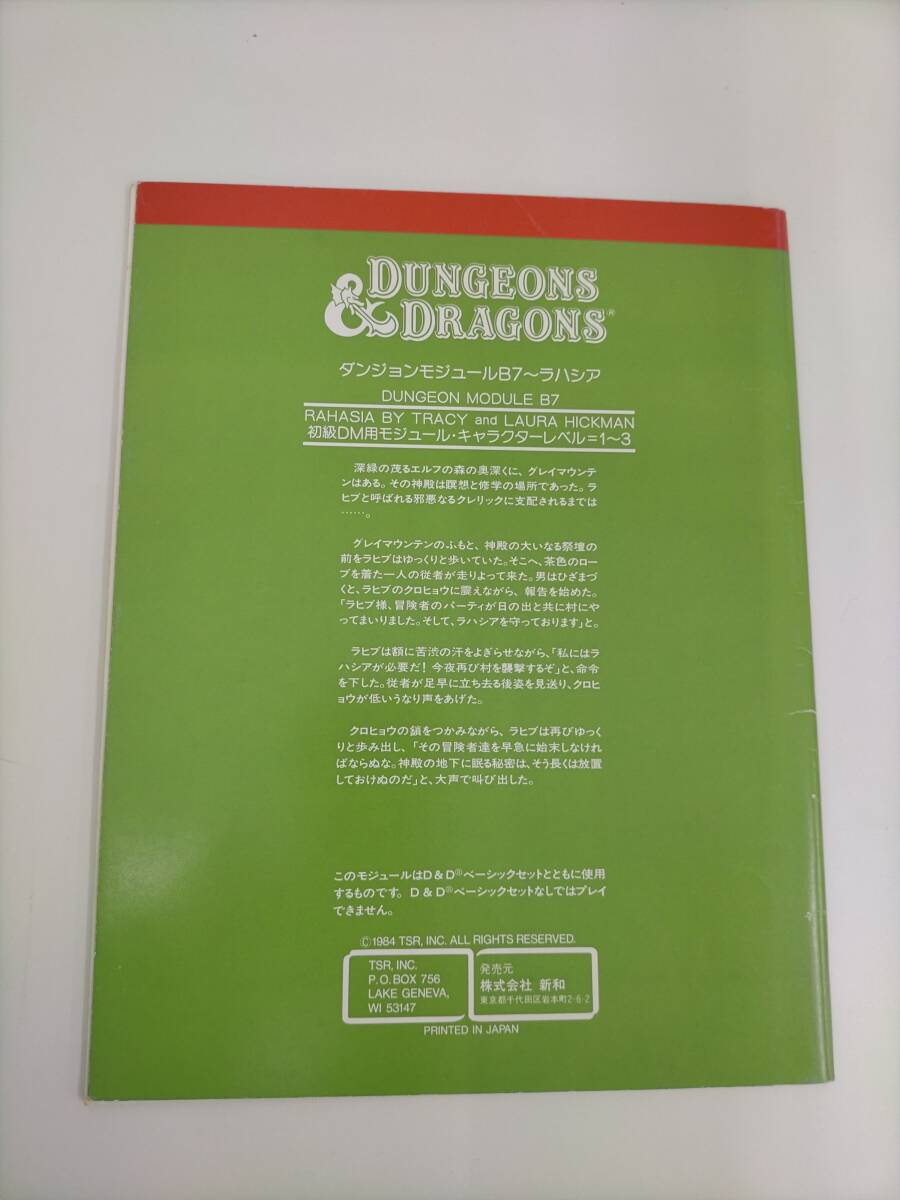 DUNGEONS
& DRAGONS®
ダンジョンモジュールB7〜ラハシア
DUNGEON MODULE B7
RAHASIA BY TRACY and LAURA HICKMAN
初級DM用モジュール・キャラクターレベル=1〜3
深緑の茂るエルフの森の奥深くに、グレイマウンテ
ンはある。その神殿は瞑想と修学の場所であった。ラ
ヒブと呼ばれる邪悪なるクレリックに支配されるまでは
……。
グレイマウンテンのふもと、神殿の大いなる祭壇の
前をラヒブはゆっくりと歩いていた。そこへ、茶色のロー
ブを着た一人の従者が走りよって来た。男はひざまづ
くと、ラヒブのクロヒョウに震えながら、報告を始めた。
「ラヒブ様、冒険者のパーティが日の出と共に村にや
ってまいりました。そして、ラハシアを守っております」と。
ラヒブは額に苦渋の汗をよぎらせながら、「私にはラ
ハシアが必要だ!今夜再び村を襲撃するぞ」と、命令
を下した。従者が足早に立ち去る後姿を見送り、クロヒ
ョウが低いうなり声をあげた。
クロヒョウの鎖をつかみながら、ラヒブは再びゆっく
りと歩み出し、「その冒険者達を早急に始末しなけれ
ばならぬな。神殿の地下に眠る秘密は、そう長くは放置
しておけぬのだ」と、大声で叫び出した。
このモジュールはD&D®ベーシックセットとともに使用
するものです。D&D®ベーシックセットなしではプレイ
できません。
©1984 TSR, INC. ALL RIGHTS RESERVED.
TSR, INC.
P.O.BOX 756
LAKE GENEVA,
WI 53147
発売元
株式会社 新和
東京都千代田区岩本町2-6-2
PRINTED IN JAPAN